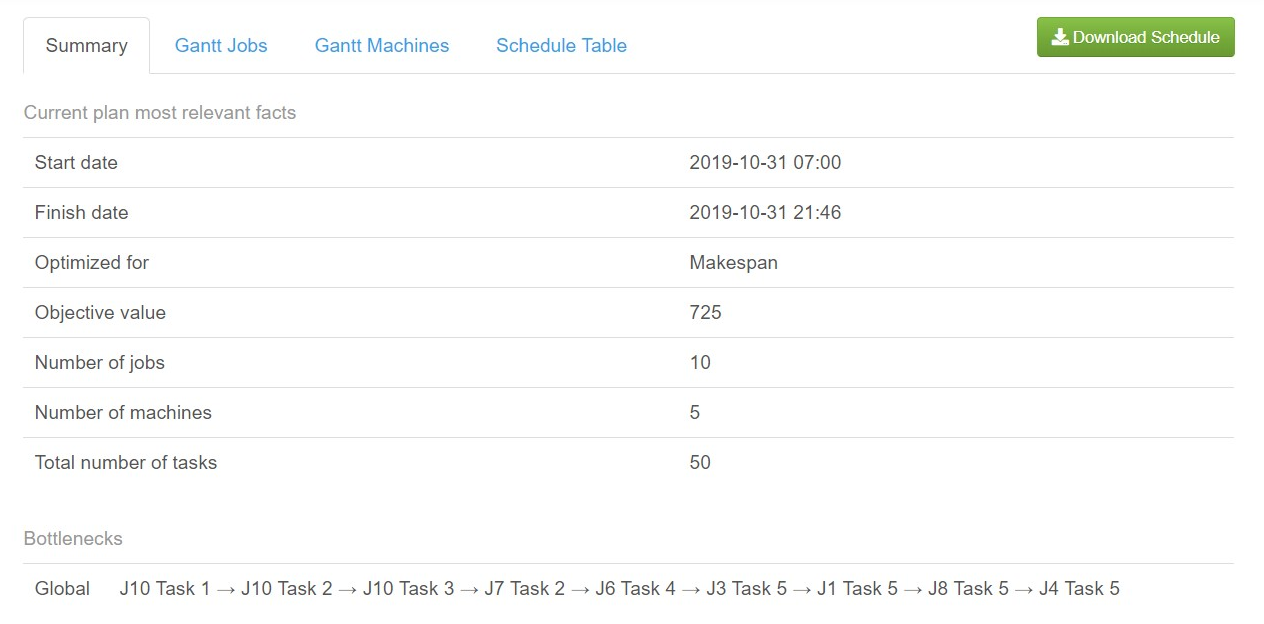 Summary Gantt Jobs Gantt Machines Schedule Table Download Schedule
Current plan most relevant facts
Start date 2019-10-31 07:00
Finish date 2019-10-31 21:46
Optimized for Makespan
Objective value 725
Number of jobs 10
Number of machines 5
Total number of tasks 50
Bottlenecks
Global J10 Task 1 → J10 Task 2 → J10 Task 3 → J7 Task 2 → J6 Task 4 → J3 Task 5 → J1 Task 5 → J8 Task 5 → J4 Task 5